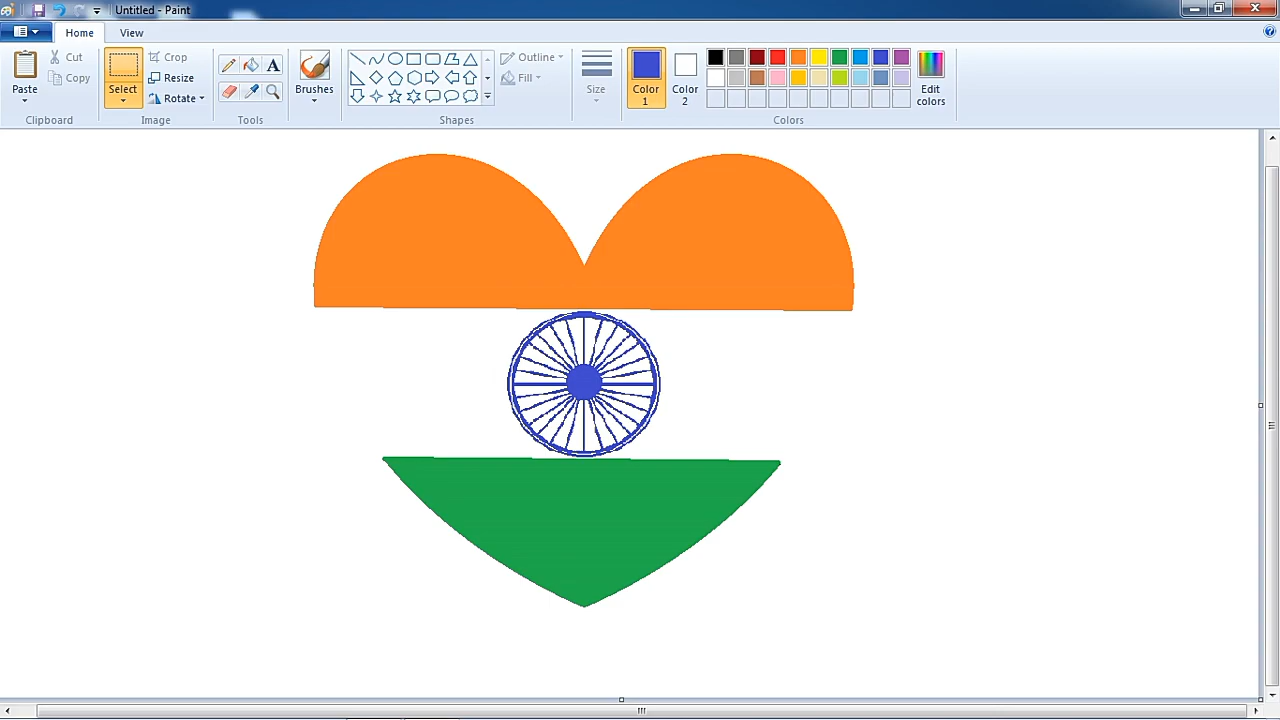 Untitled - Paint
Home View
Paste
Cut
Copy
Clipboard
Select
Crop
Resize
Rotate
Image
A
Tools
Brushes
Outline
Fill
Shapes
Size
Color 1
Color 2
Edit colors
Colors